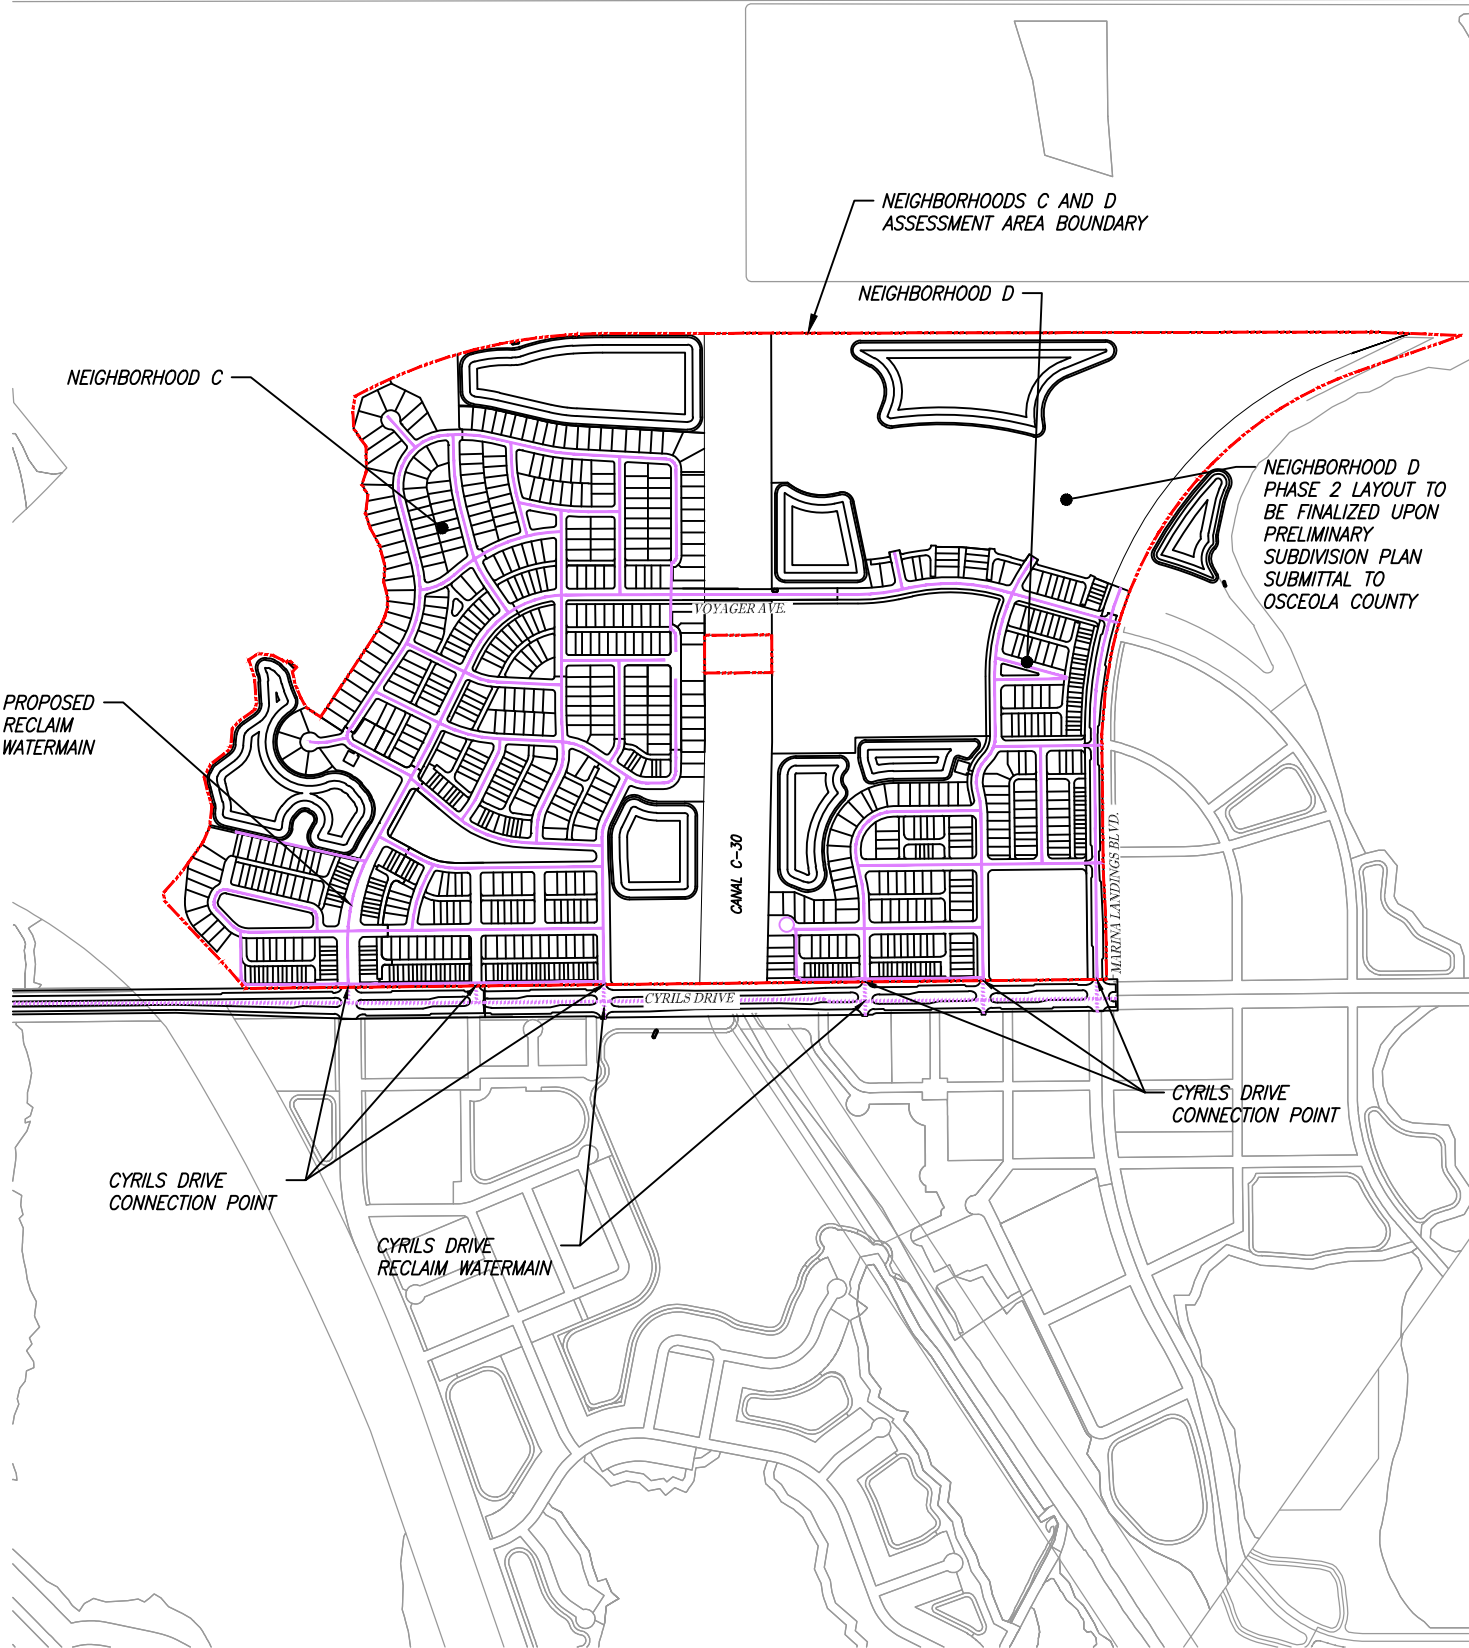 NEIGHBORHOODS C AND D
ASSESSMENT AREA BOUNDARY
NEIGHBORHOOD D
NEIGHBORHOOD C
NEIGHBORHOOD D
PHASE 2 LAYOUT TO
BE FINALIZED UPON
PRELIMINARY
SUBDIVISION PLAN
SUBMITTAL TO
OSCEOLA COUNTY
VOYAGER AVE.
PROPOSED
RECLAIM
WATERMAIN
CANAL C-30
MARINA LANDINGS BLVD.
CYRILS DRIVE
CYRILS DRIVE
CONNECTION POINT
CYRILS DRIVE
CONNECTION POINT
CYRILS DRIVE
RECLAIM WATERMAIN